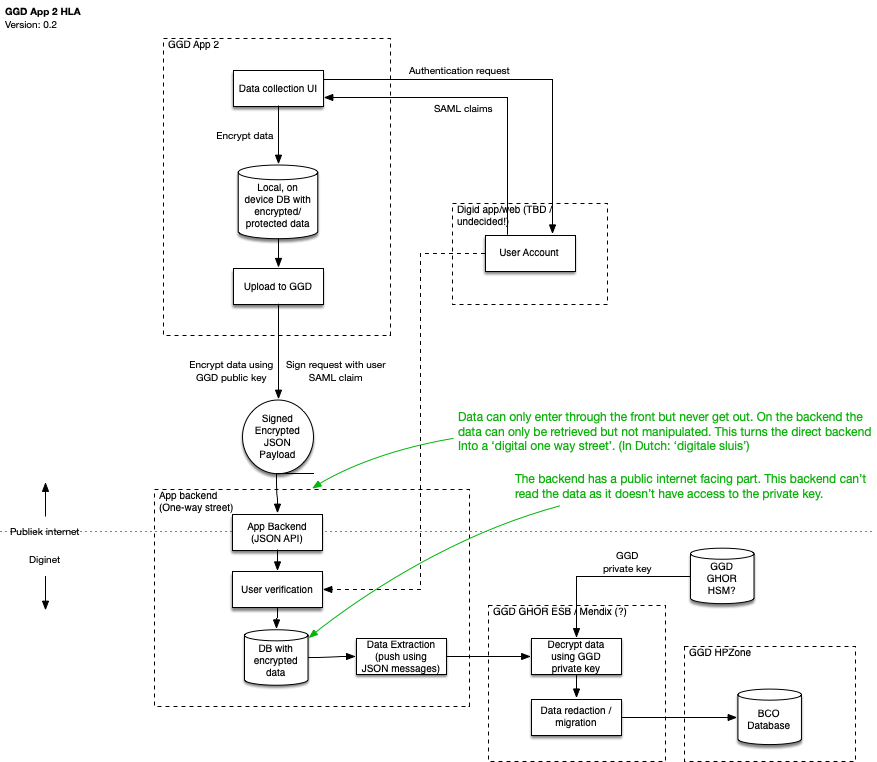 GGD App 2 HLA
Version: 0.2
GGD App 2
Data collection UI
Authentication request
SAML claims
Encrypt data
Local, on
device DB with
encrypted/
protected data
Digid app/web (TBD /
undecided!)
User Account
Upload to GGD
Encrypt data using
GGD public key
Sign request with user
SAML claim
Signed
Encrypted
JSON
Payload
Data can only enter through the front but never get out. On the backend the
data can only be retrieved but not manipulated. This turns the direct backend
Into a ‘digital one way street’. (In Dutch: ‘digitale sluis’)
The backend has a public internet facing part. This backend can’t
read the data as it doesn’t have access to the private key.
App backend
(One-way street)
App Backend
(JSON API)
Publiek internet
Diginet
User verification
GGD
private key
GGD
GHOR
HSM?
GGD GHOR ESB / Mendix (?)
DB with
encrypted
data
Data Extraction
(push using
JSON messages)
Decrypt data
using GGD
private key
GGD HPZone
Data redaction /
migration
BCO
Database